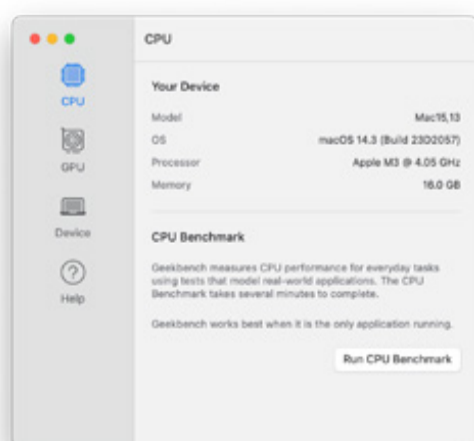 CPU
CPU
GPU
Device
Help
Your Device
Model Mac15,13
OS macOS 14.3 (Build 23D2057)
Processor Apple M3 @ 4.05 GHz
Memory 16.0 GB
CPU Benchmark
Geekbench measures CPU performance for everyday tasks
using tests that model real-world applications. The CPU
Benchmark takes several minutes to complete.
Geekbench works best when it is the only application running.
Run CPU Benchmark